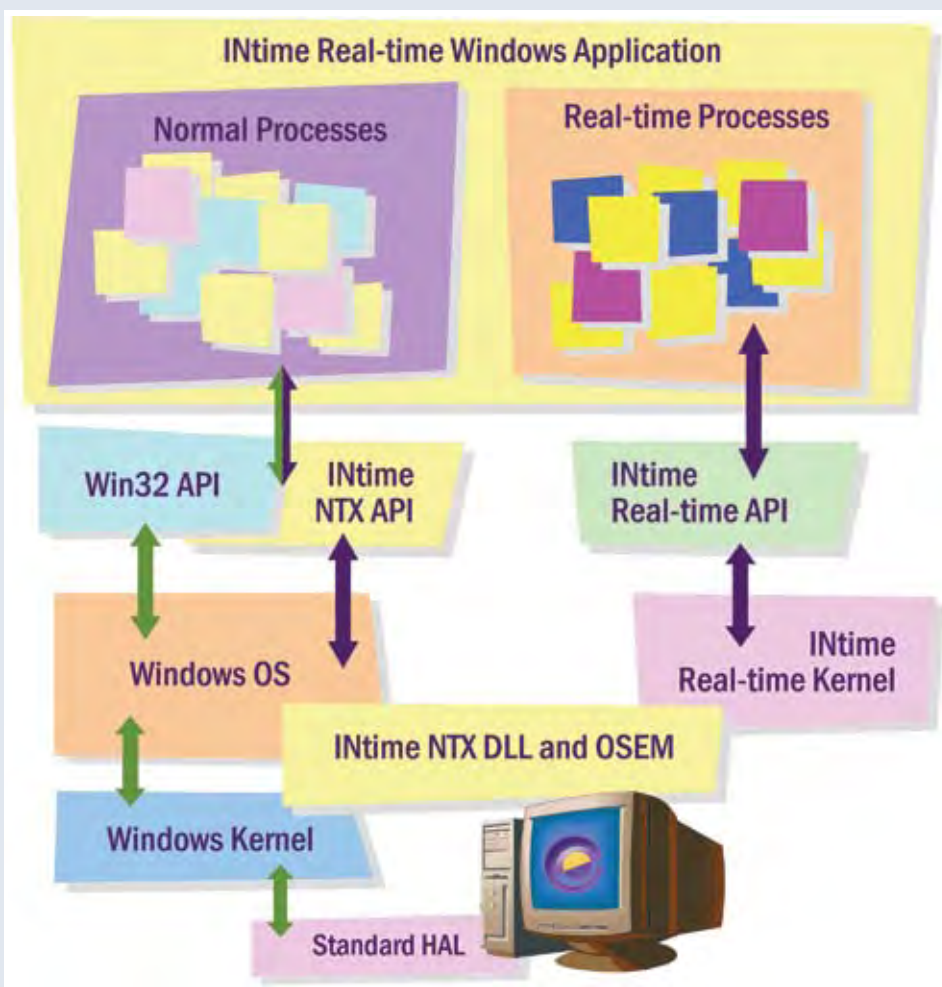 INtime Real-time Windows Application
Normal Processes
Real-time Processes
Win32 API
INtime
NTX API
INtime
Real-time API
Windows OS
INtime
Real-time Kernel
INtime NTX DLL and OSEM
Windows Kernel
Standard HAL